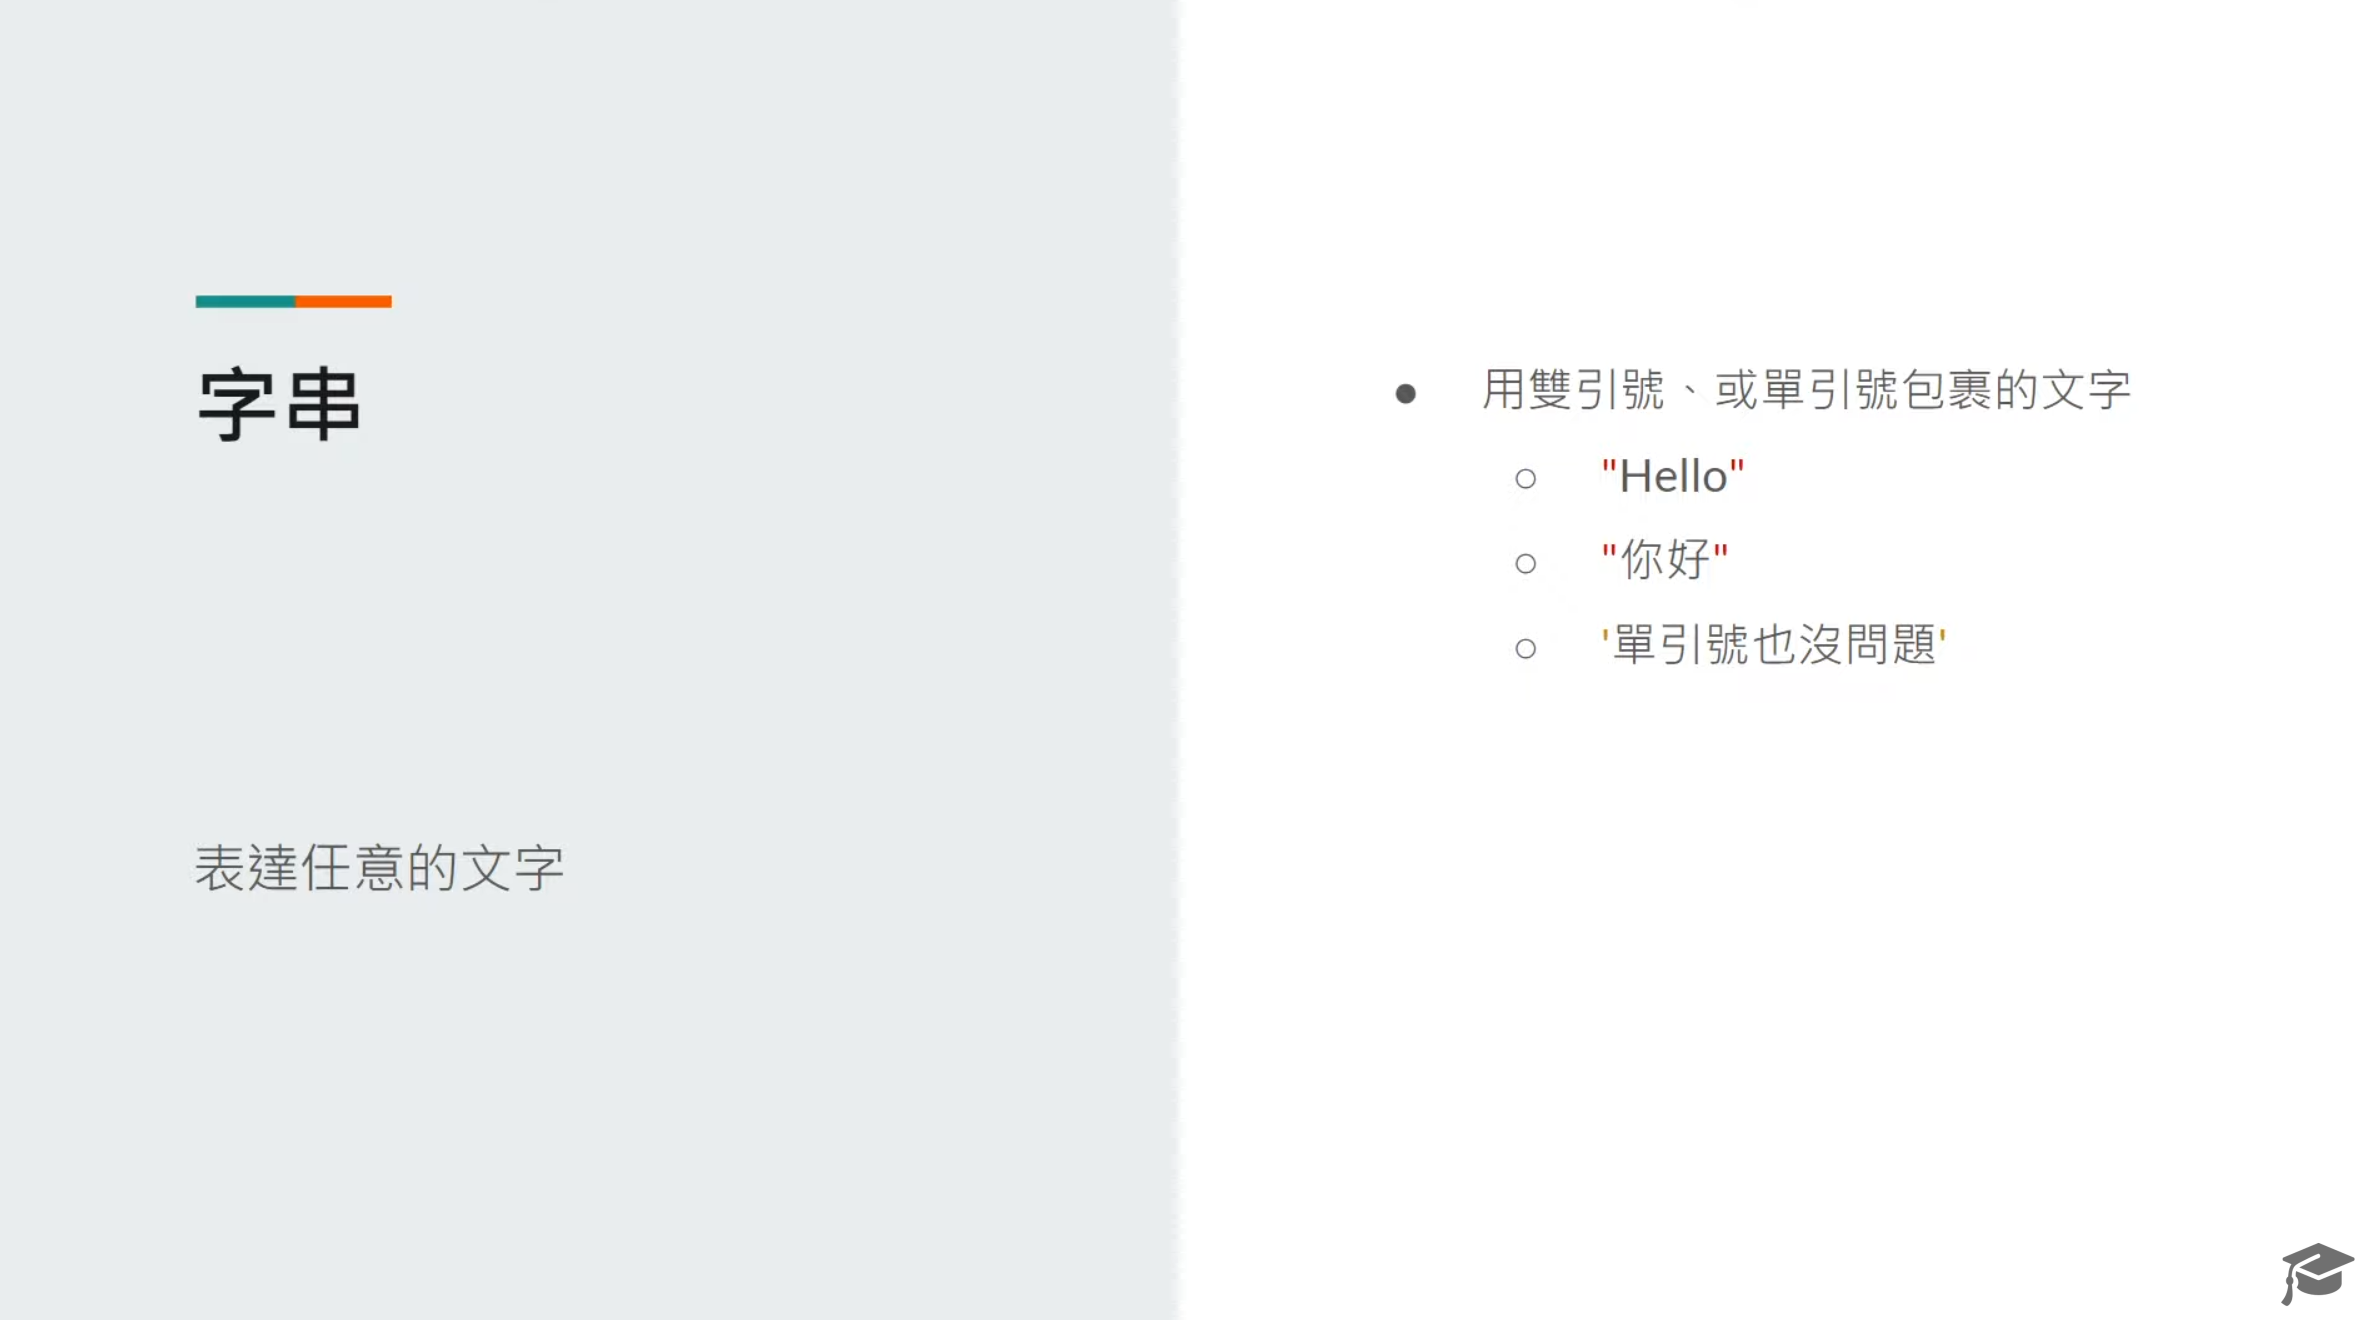 字串
表達任意的文字
● 用雙引號、或單引號包裹的文字
○ "Hello"
○ "你好"
○ '單引號也沒問題'